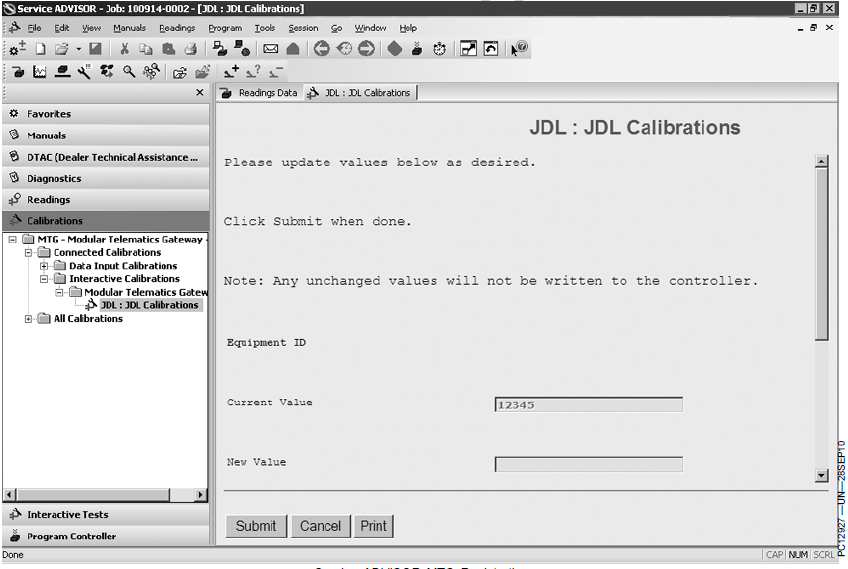 Service ADVISOR - Job: 100914-0002 - [JDL : JDL Calibrations]
File Edit View Manuals Readings Program Tools Session Go Window Help
Readings Data JDL : JDL Calibrations
Favorites
Manuals
DTAC (Dealer Technical Assistance ...
Diagnostics
Readings
Calibrations
MTG - Modular Telematics Gateway -
Connected Calibrations
Data Input Calibrations
Interactive Calibrations
Modular Telematics Gatew
JDL : JDL Calibrations
All Calibrations
Interactive Tests
Program Controller
JDL : JDL Calibrations
Please update values below as desired.
Click Submit when done.
Note: Any unchanged values will not be written to the controller.
Equipment ID
Current Value 12345
New Value
Submit Cancel Print
Done CAP NUM SCRL
PC12927 —UN—28SEP10